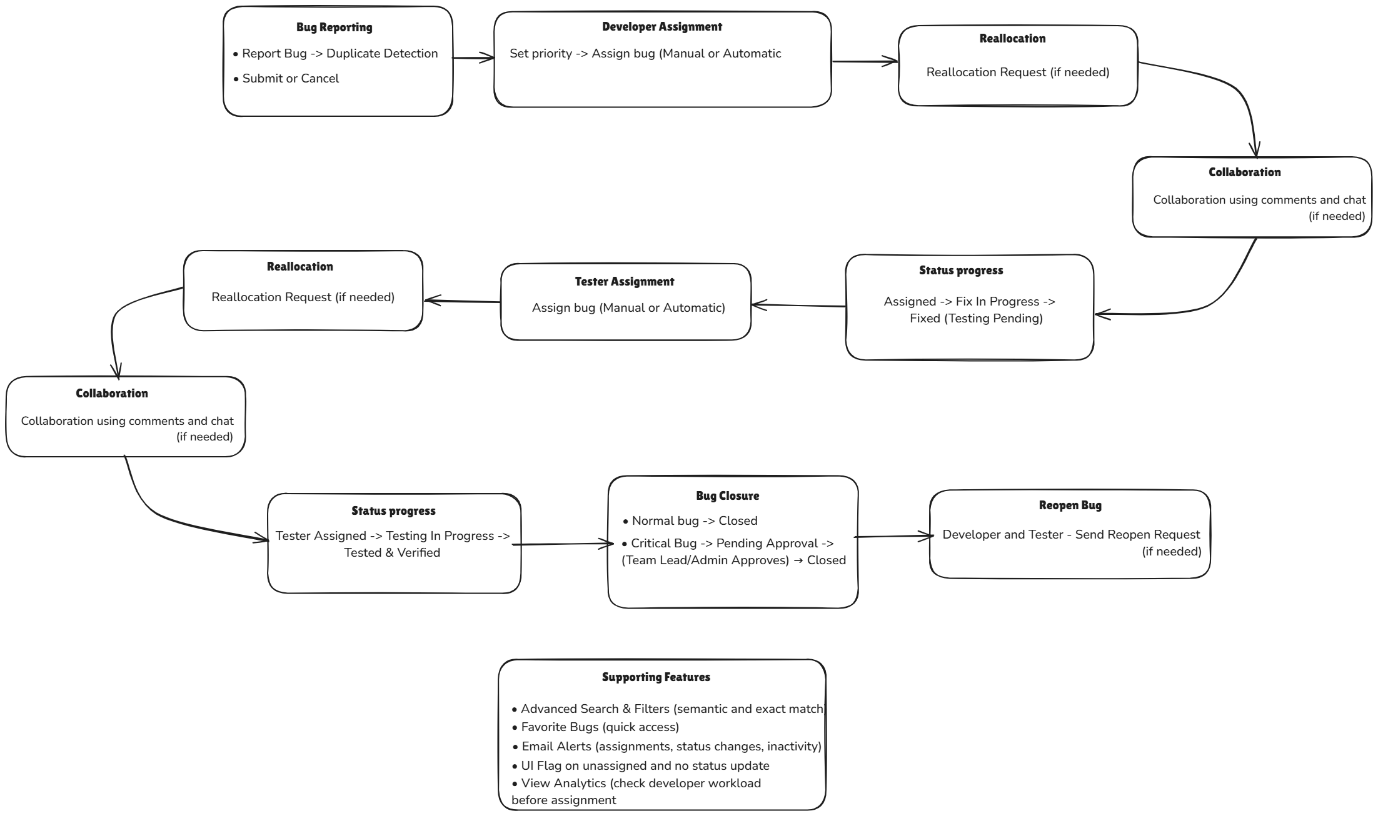 Bug Reporting
• Report Bug -> Duplicate Detection
• Submit or Cancel
Developer Assignment
Set priority -> Assign bug (Manual or Automatic
Reallocation
Reallocation Request (if needed)
Collaboration
Collaboration using comments and chat
(if needed)
Status progress
Assigned -> Fix In Progress ->
Fixed (Testing Pending)
Tester Assignment
Assign bug (Manual or Automatic)
Reallocation
Reallocation Request (if needed)
Collaboration
Collaboration using comments and chat
(if needed)
Status progress
Tester Assigned -> Testing In Progress ->
Tested & Verified
Bug Closure
• Normal bug -> Closed
• Critical Bug -> Pending Approval ->
(Team Lead/Admin Approves) → Closed
Reopen Bug
Developer and Tester - Send Reopen Request
(if needed)
Supporting Features
• Advanced Search & Filters (semantic and exact match)
• Favorite Bugs (quick access)
• Email Alerts (assignments, status changes, inactivity)
• UI Flag on unassigned and no status update
• View Analytics (check developer workload
before assignment